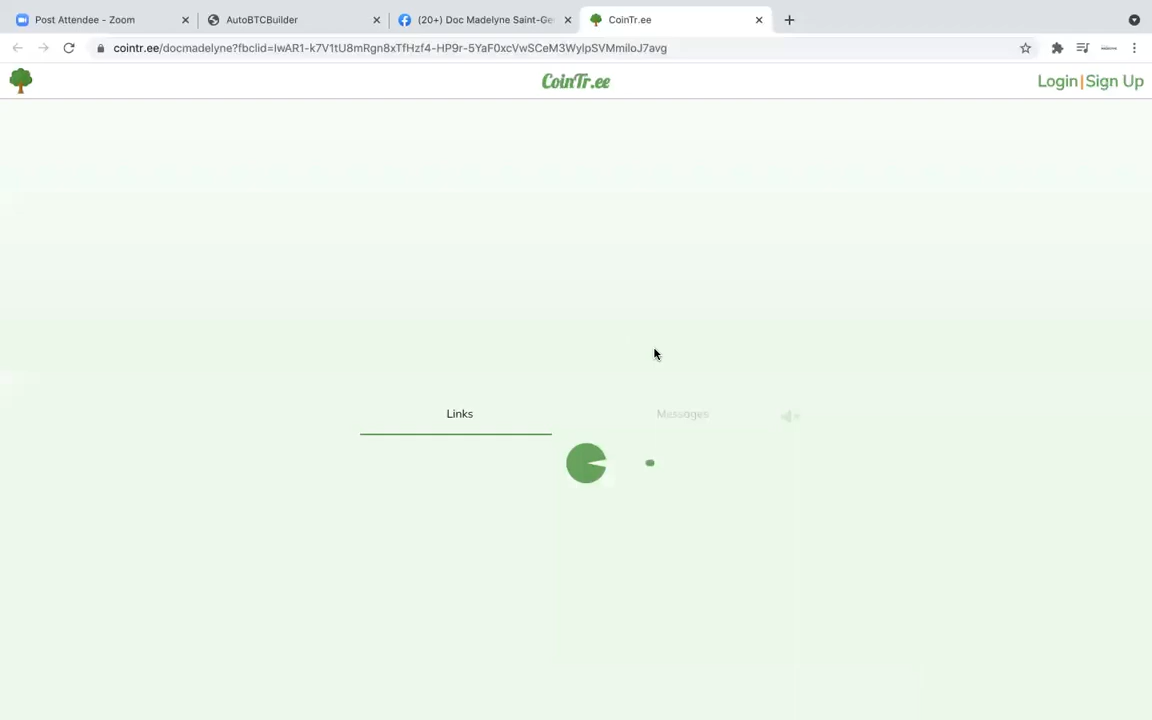 Post Attendee - Zoom
AutoBTCBuilder
(20+) Doc Madelyne Saint-Ge
CoinTr.ee
cointr.ee/docmadelyne?fbclid=IwAR1-k7V1tU8mRgn8xTfHzf4-HP9r-5YaF0xcVwSCeM3WylpSVMmiloJ7avg
CoinTr.ee
Login|Sign Up
Links
Messages